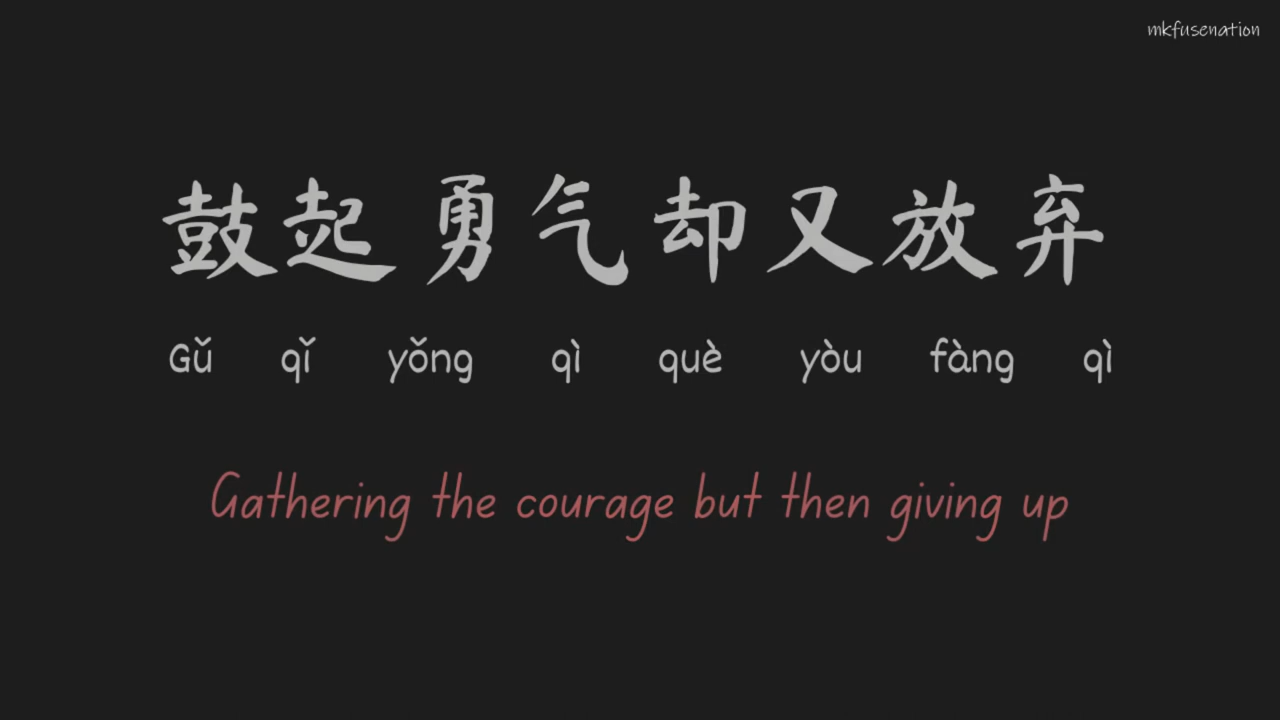 mkfusenation
鼓起勇气却又放弃
Gǔ qǐ yǒng qì què yòu fàng qì
Gathering the courage but then giving up